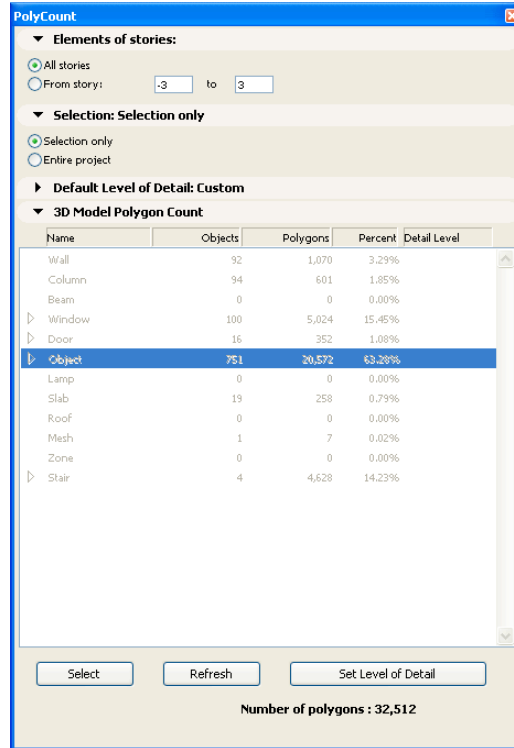 PolyCount
Elements of stories:
All stories
From story: -3 to 3
Selection: Selection only
Selection only
Entire project
Default Level of Detail: Custom
3D Model Polygon Count
Name Objects Polygons Percent Detail Level
Wall 92 1,070 3.29%
Column 94 601 1.85%
Beam 0 0 0.00%
Window 100 5,024 15.45%
Door 16 352 1.08%
Object 751 20,572 63.28%
Lamp 0 0 0.00%
Slab 19 258 0.79%
Roof 0 0 0.00%
Mesh 1 7 0.02%
Zone 0 0 0.00%
Stair 4 4,628 14.23%
Select Refresh Set Level of Detail
Number of polygons : 32,512